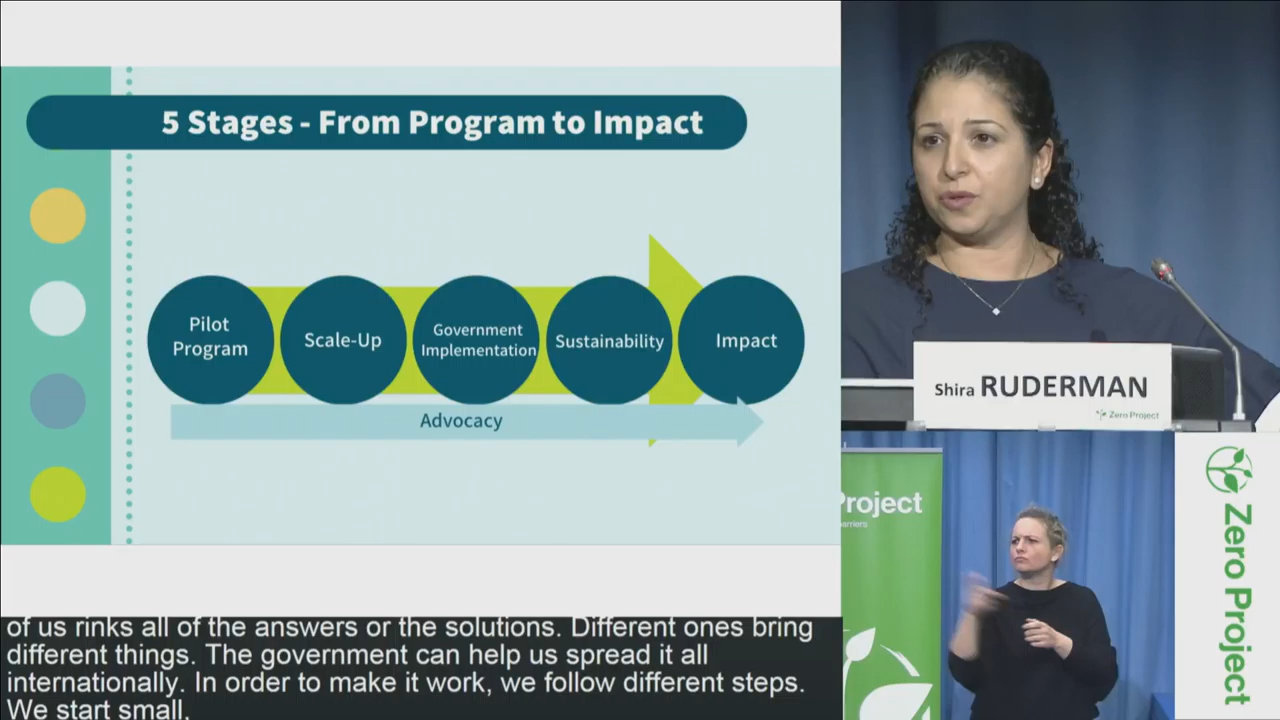 5 Stages - From Program to Impact
Pilot
Program
Scale-Up
Government
Implementation
Sustainability
Impact
Advocacy
Shira RUDERMAN
Zero Project
Project
arriers
Zero Project
of us rinks all of the answers or the solutions. Different ones bring
different things. The government can help us spread it all
internationally. In order to make it work, we follow different steps.
We start small.